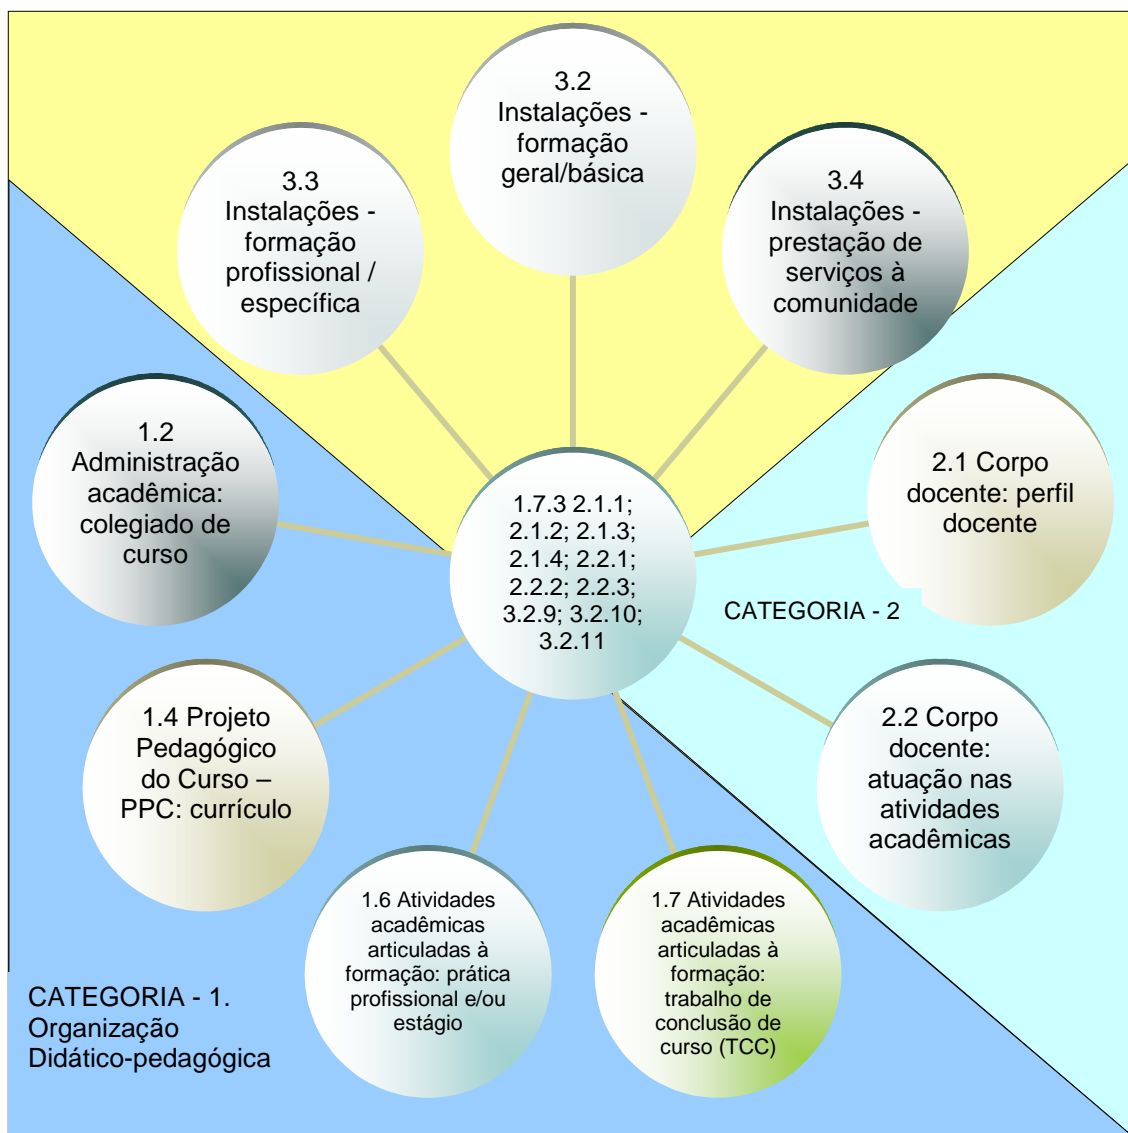 3.2
Instalações -
formação
geral/básica
3.3
Instalações -
formação
profissional /
específica
3.4
Instalações -
prestação de
serviços à
comunidade
1.2
Administração
acadêmica:
colegiado de
curso
1.7.3 2.1.1;
2.1.2; 2.1.3;
2.1.4; 2.2.1;
2.2.2; 2.2.3;
3.2.9; 3.2.10;
3.2.11
2.1 Corpo
docente: perfil
docente
CATEGORIA - 2
1.4 Projeto
Pedagógico
do Curso –
PPC: currículo
2.2 Corpo
docente:
atuação nas
atividades
acadêmicas
1.6 Atividades
acadêmicas
articuladas à
formação: prática
profissional e/ou
estágio
1.7 Atividades
acadêmicas
articuladas à
formação:
trabalho de
conclusão de
curso (TCC)
CATEGORIA - 1.
Organização
Didático-pedagógica